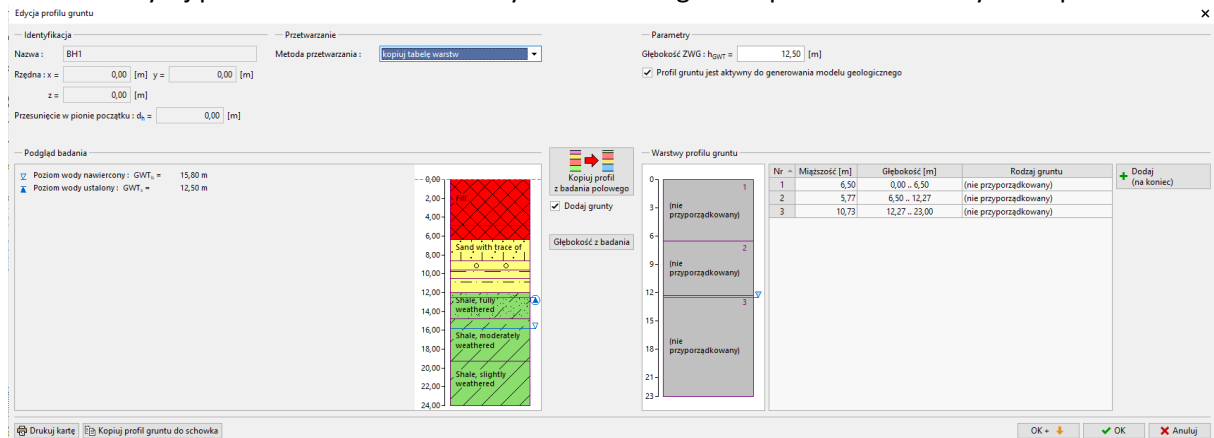 Edycja profilu gruntu
Identyfikacja
Nazwa : BH1
Rzędna : x = 0,00 [m] y = 0,00 [m]
z = 0,00 [m]
Przesunięcie w pionie początku : dh = 0,00 [m]
Przetwarzanie
Metoda przetwarzania : kopiuj tabelę warstw
Parametry
Głębokość ZWG : hGWT = 12,50 [m]
Profil gruntu jest aktywny do generowania modelu geologicznego
Podgląd badania
Poziom wody nawiercony : GWTn = 15,80 m
Poziom wody ustalony : GWTs = 12,50 m
0,00
2,00
4,00
6,00
8,00
10,00
12,00
14,00
16,00
18,00
20,00
22,00
24,00
Fill
Sand with trace of
Shale, fully
weathered
Shale, moderately
weathered
Shale, slightly
weathered
Kopiuj profil
z badania polowego
Dodaj grunty
Głębokość z badania
Warstwy profilu gruntu
0
3
6
9
12
15
18
21
23
1
(nie
przyporządkowany)
2
(nie
przyporządkowany)
3
(nie
przyporządkowany)
Nr Miąższość [m] Głębokość [m] Rodzaj gruntu
1 6,50 0,00 .. 6,50 (nie przyporządkowany)
2 5,77 6,50 .. 12,27 (nie przyporządkowany)
3 10,73 12,27 .. 23,00 (nie przyporządkowany)
Dodaj
(na koniec)
Drukuj kartę Kopiuj profil gruntu do schowka OK + OK Anuluj